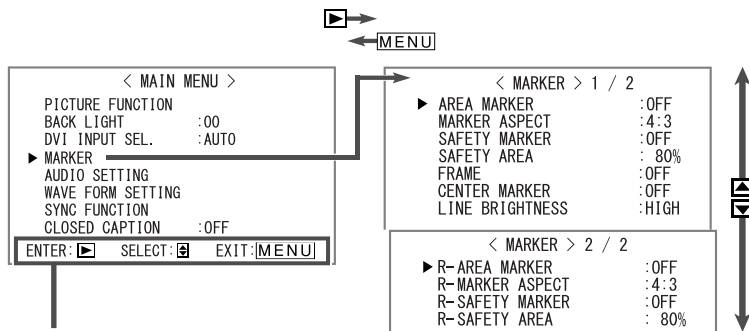 MENU
< MAIN MENU >
PICTURE FUNCTION
BACK LIGHT :00
DVI INPUT SEL. :AUTO
▶ MARKER
AUDIO SETTING
WAVE FORM SETTING
SYNC FUNCTION
CLOSED CAPTION :OFF
ENTER:▶ SELECT: EXIT:MENU
< MARKER > 1 / 2
▶ AREA MARKER :OFF
MARKER ASPECT :4:3
SAFETY MARKER :OFF
SAFETY AREA : 80%
FRAME :OFF
CENTER MARKER :OFF
LINE BRIGHTNESS :HIGH
< MARKER > 2 / 2
▶R-AREA MARKER :OFF
R-MARKER ASPECT :4:3
R-SAFETY MARKER :OFF
R-SAFETY AREA : 80%